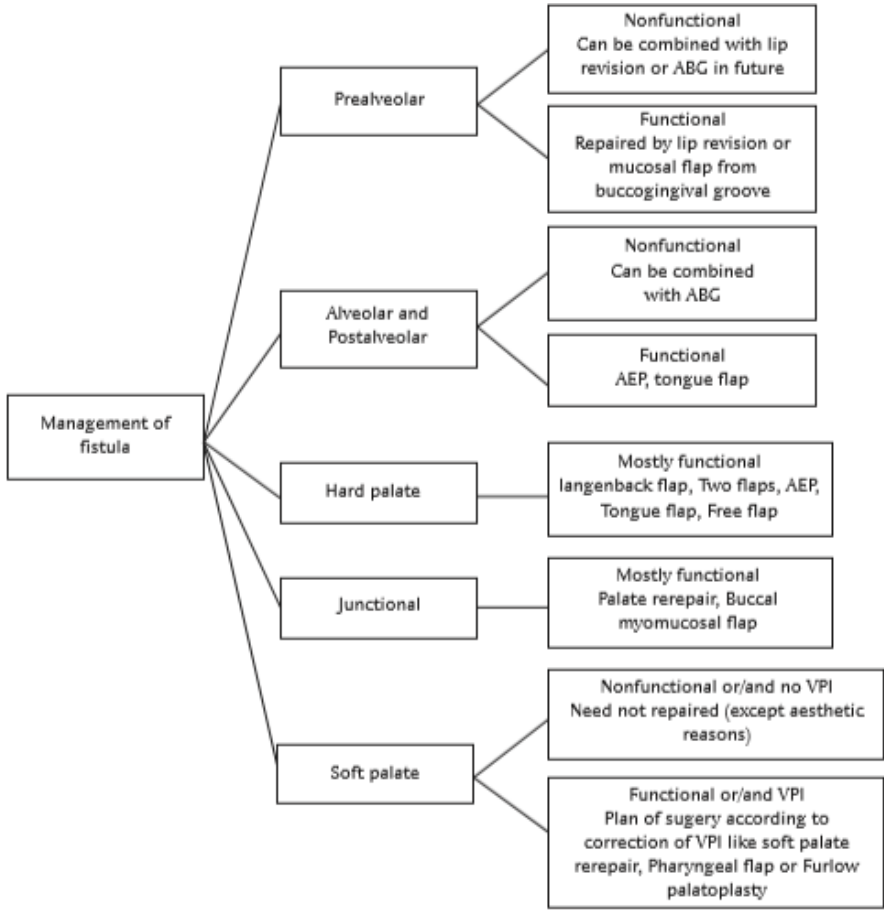 Management of
fistula
Prealveolar
Nonfunctional
Can be combined with lip
revision or ABG in future
Functional
Repaired by lip revision or
mucosal flap from
buccogingival groove
Alveolar and
Postalveolar
Nonfunctional
Can be combined
with ABG
Functional
AEP, tongue flap
Hard palate
Mostly functional
langenback flap, Two flaps, AEP,
Tongue flap, Free flap
Junctional
Mostly functional
Palate rerepair, Buccal
myomucosal flap
Soft palate
Nonfunctional or/and no VPI
Need not repaired (except aesthetic
reasons)
Functional or/and VPI
Plan of sugery according to
correction of VPI like soft palate
rerepair, Pharyngeal flap or Furlow
palatoplasty